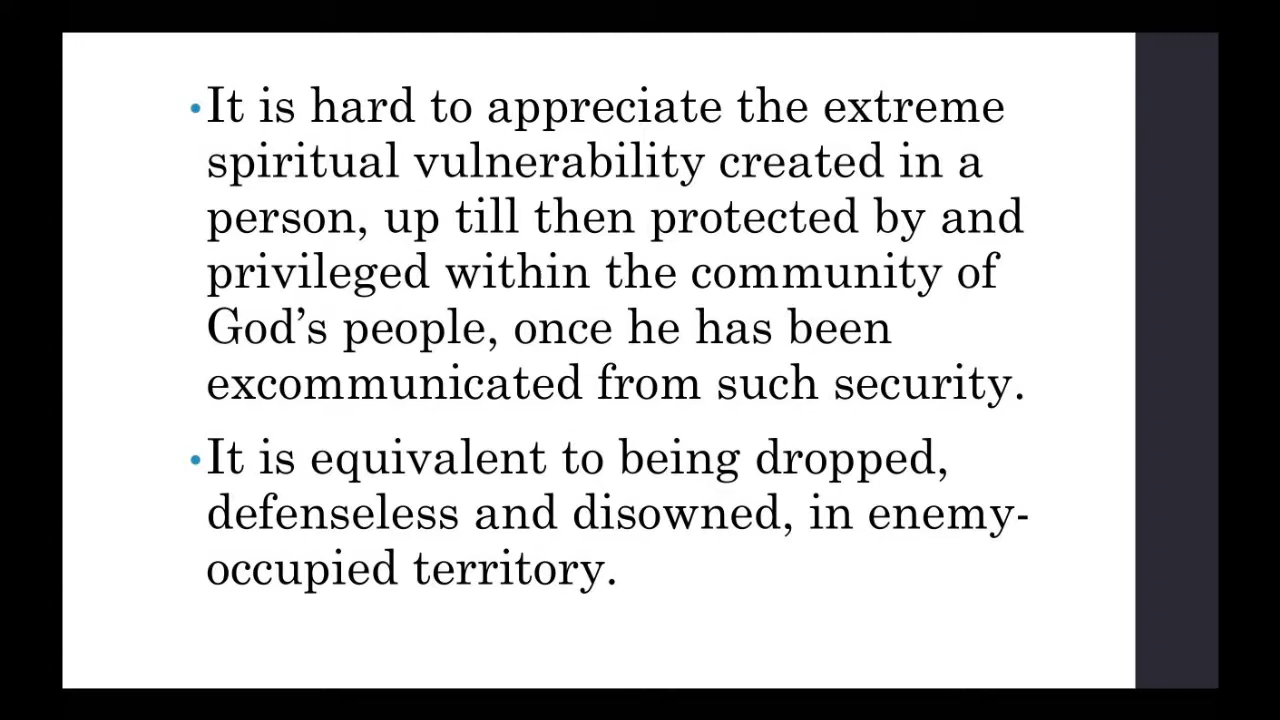 •It is hard to appreciate the extreme
spiritual vulnerability created in a
person, up till then protected by and
privileged within the community of
God’s people, once he has been
excommunicated from such security.
•It is equivalent to being dropped,
defenseless and disowned, in enemy-
occupied territory.